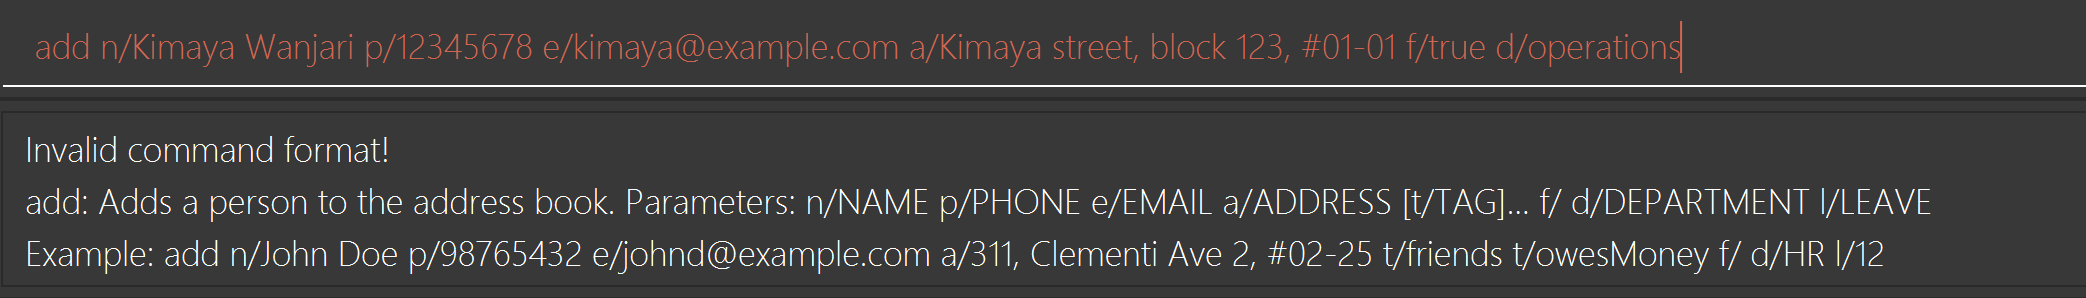 add n/Kimaya Wanjari p/12345678 e/kimaya@example.com a/Kimaya street, block 123, #01-01 f/true d/operations
Invalid command format!
add: Adds a person to the address book. Parameters: n/NAME p/PHONE e/EMAIL a/ADDRESS [t/TAG]... f/ d/DEPARTMENT l/LEAVE
Example: add n/John Doe p/98765432 e/johnd@example.com a/311, Clementi Ave 2, #02-25 t/friends t/owesMoney f/ d/HR l/12